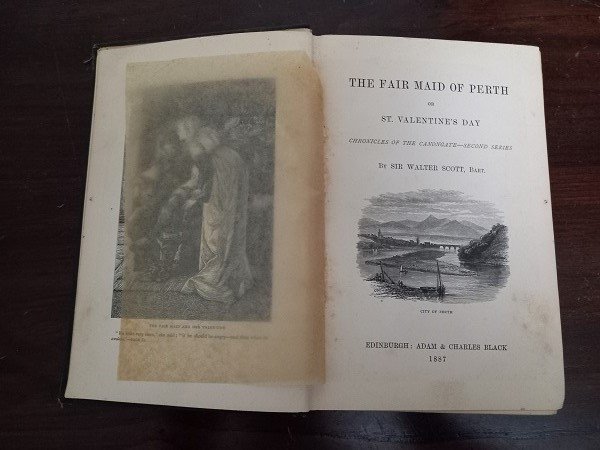 THE FAIR MAID AND HER VALENTINE
THE FAIR MAID OF PERTH
OR
ST. VALENTINE'S DAY
CHRONICLES OF THE CANONGATE—SECOND SERIES
BY SIR WALTER SCOTT, BART.
CITY OF PERTH
EDINBURGH: ADAM & CHARLES BLACK
1887